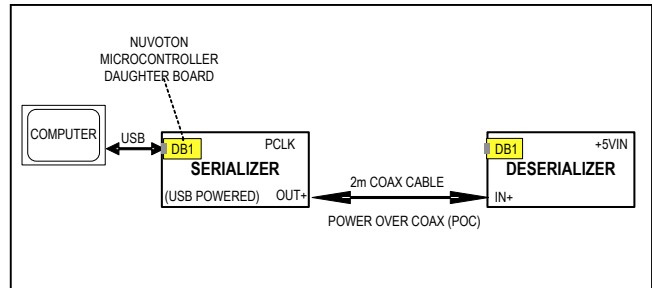 NUVOTON
MICROCONTROLLER
DAUGHTER BOARD
COMPUTER
USB
DB1
PCLK
SERIALIZER
(USB POWERED)
OUT+
2m COAX CABLE
POWER OVER COAX (POC)
DB1
+5VIN
DESERIALIZER
IN+